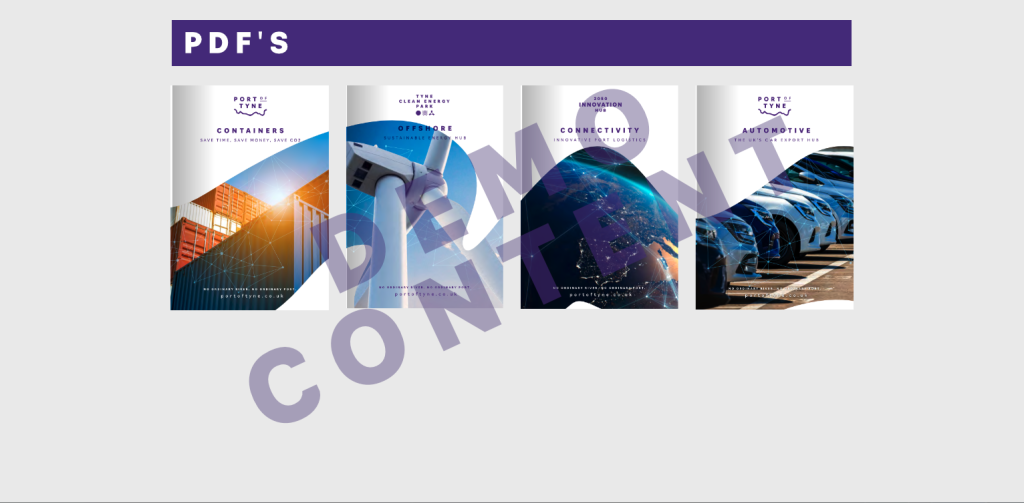 PDF'S
PORT OF
TYNE
CONTAINERS
SAVE TIME, SAVE MONEY, SAVE CO2
NO ORDINARY RIVER, NO ORDINARY PORT
portoftyne.co.uk
TYNE
CLEAN ENERGY
PARK
OFFSHORE
SUSTAINABLE ENERGY HUB
NO ORDINARY RIVER, NO ORDINARY PORT
portoftyne.co.uk
2050
INNOVATION
HUB
CONNECTIVITY
INNOVATIVE PORT LOGISTICS
NO ORDINARY RIVER, NO ORDINARY PORT
portoftyne.co.uk
PORT OF
TYNE
AUTOMOTIVE
THE UK'S CAR EXPORT HUB
NO ORDINARY RIVER, NO ORDINARY PORT
portoftyne.co.uk
DEMO
CONTENT